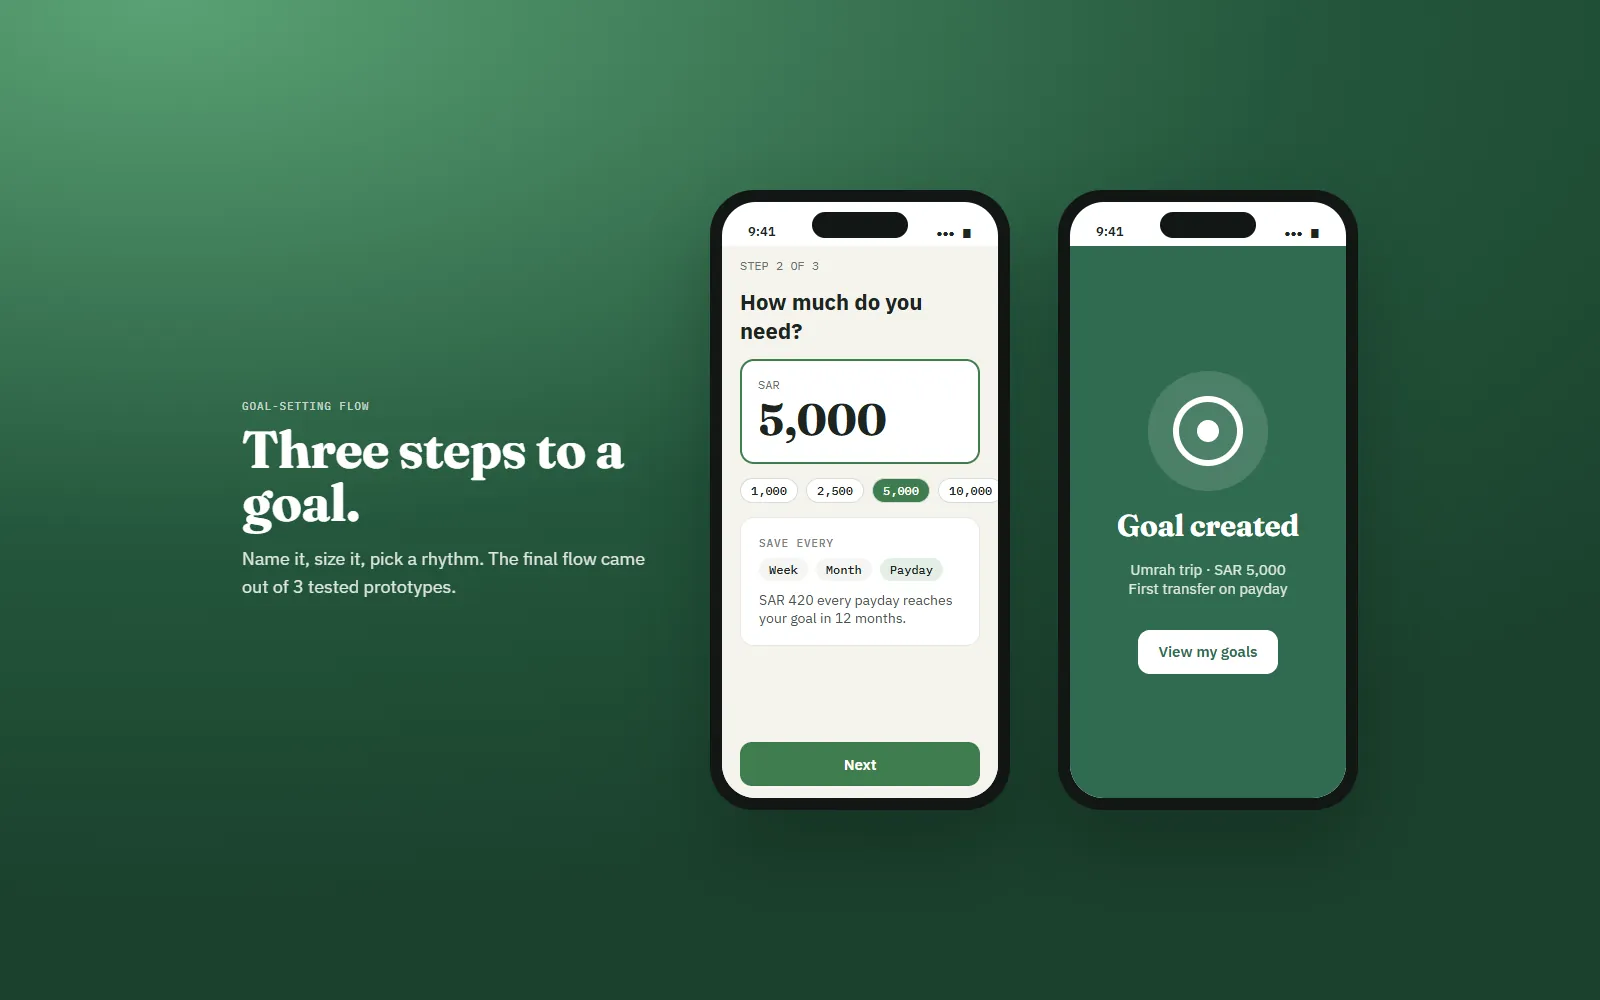 GOAL-SETTING FLOW
Three steps to a
goal.
Name it, size it, pick a rhythm. The final flow came
out of 3 tested prototypes.
9:41
STEP 2 OF 3
How much do you
need?
SAR
5,000
1,000 2,500 5,000 10,000
SAVE EVERY
Week Month Payday
SAR 420 every payday reaches
your goal in 12 months.
Next
9:41
Goal created
Umrah trip · SAR 5,000
First transfer on payday
View my goals